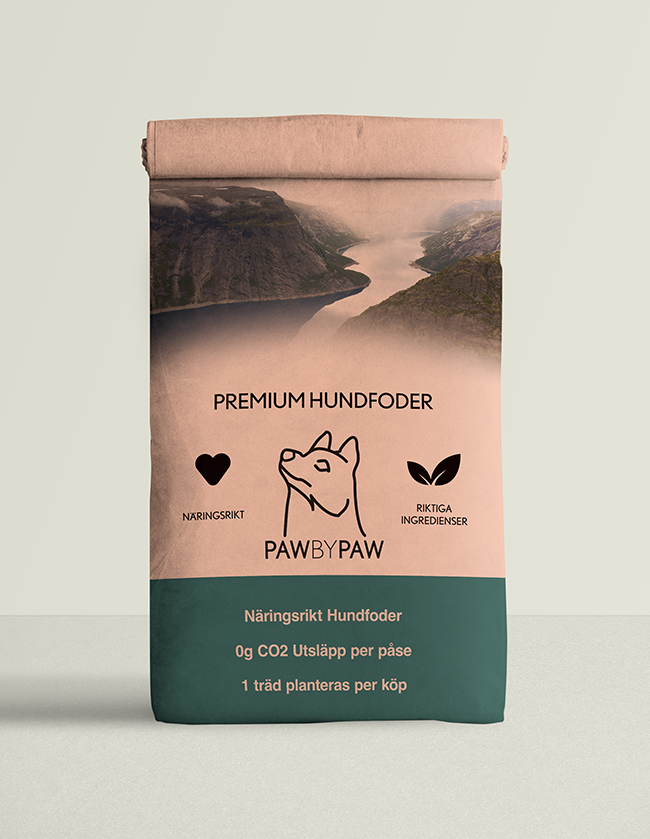 PREMIUM HUNDFODER
NÄRINGSRIKT
RIKTIGA
INGREDIENSER
PAWBYPAW
Näringsrikt Hundfoder
0g CO2 Utsläpp per påse
1 träd planteras per köp